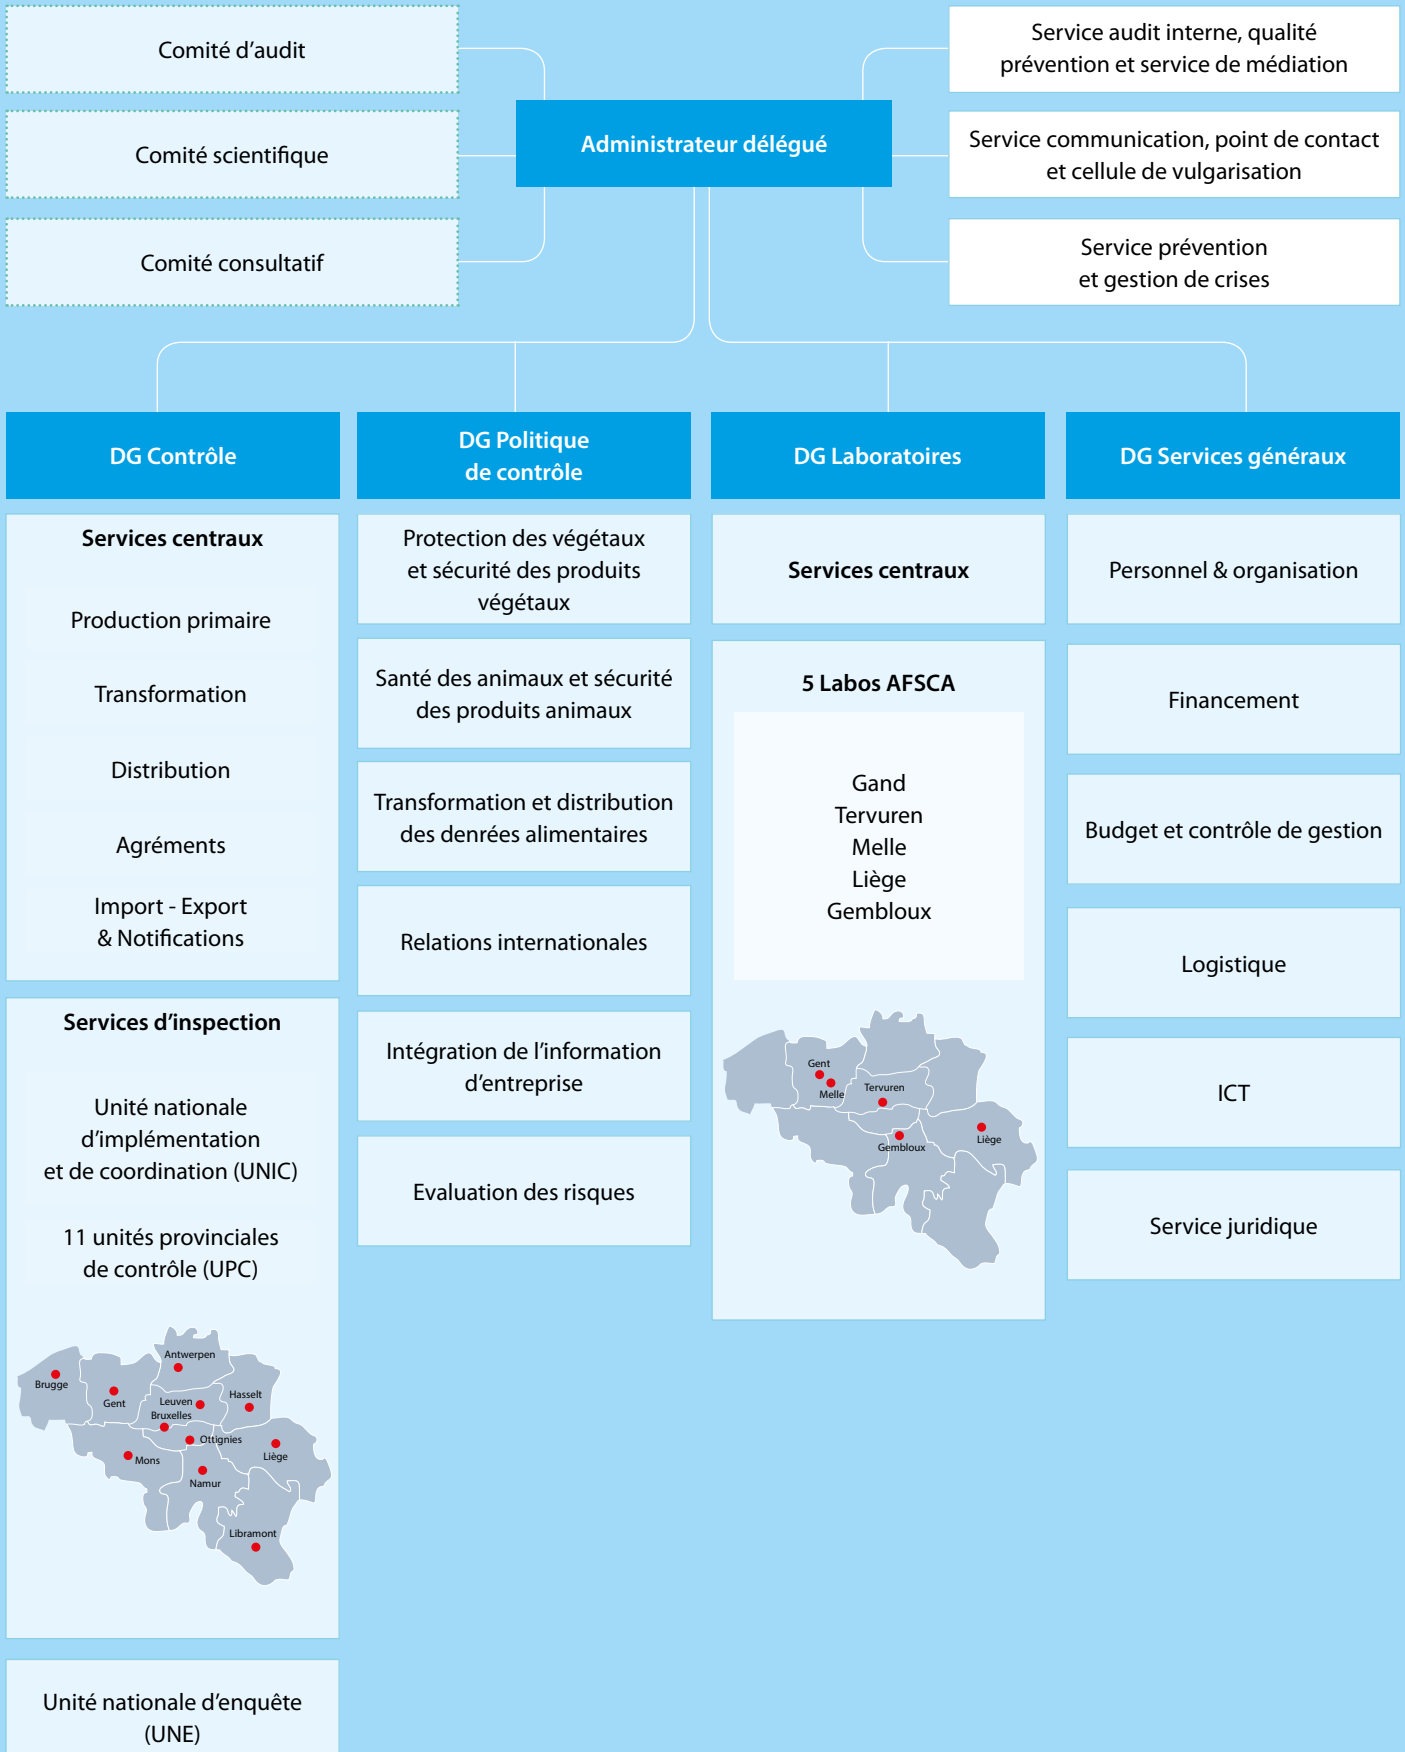 Comité d’audit
Comité scientifique
Comité consultatif
Administrateur délégué
Service audit interne, qualité
prévention et service de médiation
Service communication, point de contact
et cellule de vulgarisation
Service prévention
et gestion de crises
DG Contrôle
Services centraux
Production primaire
Transformation
Distribution
Agréments
Import - Export
& Notifications
Services d’inspection
Unité nationale
d’implémentation
et de coordination (UNIC)
11 unités provinciales
de contrôle (UPC)
Antwerpen
Brugge
Gent
Leuven
Hasselt
Bruxelles
Ottignies
Mons
Liège
Namur
Libramont
Unité nationale d’enquête
(UNE)
DG Politique
de contrôle
Protection des végétaux
et sécurité des produits
végétaux
Santé des animaux et sécurité
des produits animaux
Transformation et distribution
des denrées alimentaires
Relations internationales
Intégration de l’information
d’entreprise
Evaluation des risques
DG Laboratoires
Services centraux
5 Labos AFSCA
Gand
Tervuren
Melle
Liège
Gembloux
Gent
Melle
Tervuren
Gembloux
Liège
DG Services généraux
Personnel & organisation
Financement
Budget et contrôle de gestion
Logistique
ICT
Service juridique